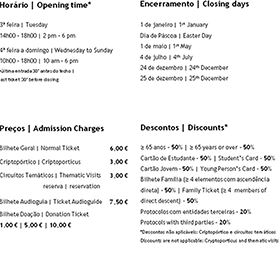 Horário | Opening time*
3ª feira | Tuesday
14h00 - 18h00 | 2 pm - 6 pm
4ª feira a domingo | Wednesday to Sunday
10h00 - 18h00 | 10 am - 6 pm
*Última entrada 30" antes do fecho |
Last ticket 30" before closing
Encerramento | Closing days
1 de janeiro | 1st January
Dia de Páscoa | Easter Day
1 de maio | 1st May
4 de julho | 4th July
24 de dezembro | 24th December
25 de dezembro | 25th December
Preços | Admission Charges
Bilhete Geral | Normal Ticket 6,00 €
Criptopórtico | Criptoporticus 3,00 €
Circuitos Temáticos | Thematic Visits 3,00 €
reserva | reservation
Bilhete Audioguia | Ticket Audioguide 7,50 €
Bilhete Doação | Donation Ticket
1,00 € | 5,00 € | 10,00 €
Descontos | Discounts*
≥ 65 anos - 50% | ≥ 65 years or over - 50%
Cartão de Estudante - 50% | Student"s Card - 50%
Cartão Jovem - 50% | Young Person"s Card - 50%
Bilhete Família (≥ 4 elementos com ascendência
direta) - 50% | Family Ticket (≥ 4 members of
direct descent) - 50%
Protocolos com entidades terceiras - 20%
Protocols with third parties - 20%
*Descontos não aplicáveis: Criptopórtico e circuitos temáticos
Discounts are not applicable: Cryptoporticus and thematic visits